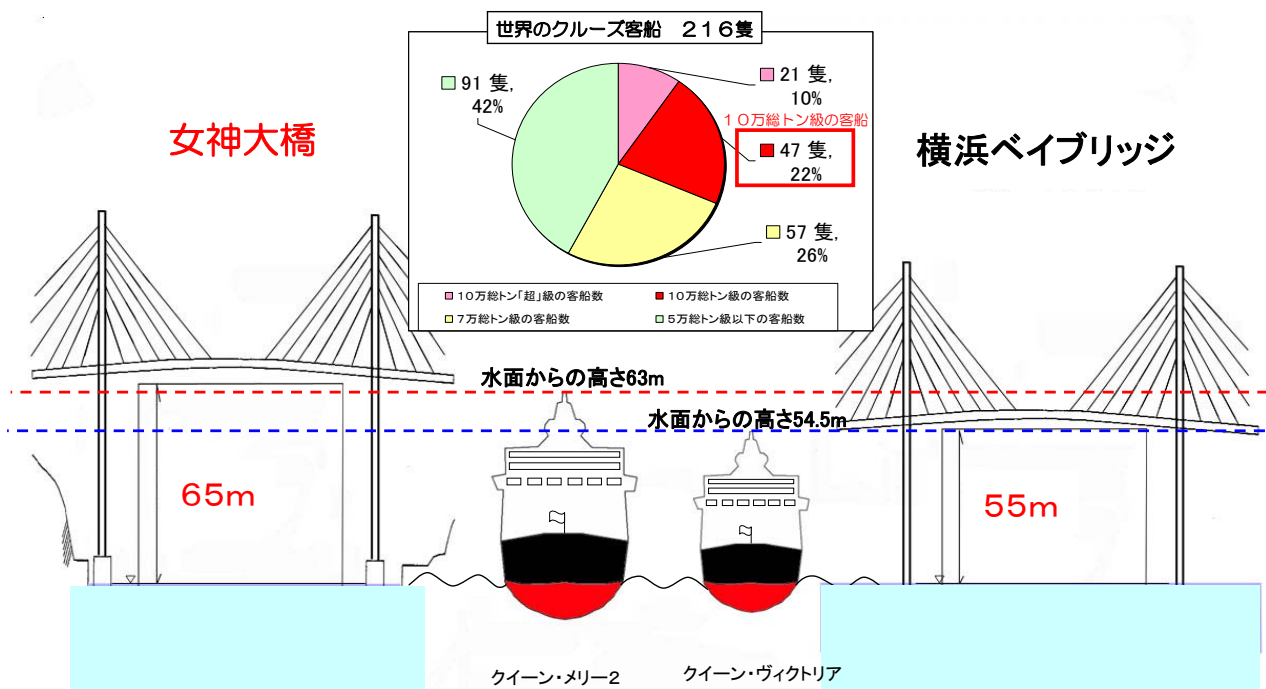 世界のクルーズ客船　２１６隻
91 隻,
42%
21 隻,
10%
１０万総トン級の客船
47 隻,
22%
57 隻,
26%
１０万総トン「超」級の客船数
１０万総トン級の客船数
７万総トン級の客船数
５万総トン級以下の客船数
女神大橋
横浜ベイブリッジ
水面からの高さ63m
水面からの高さ54.5m
６５ｍ
５５ｍ
クイーン・メリー２
クイーン・ヴィクトリア